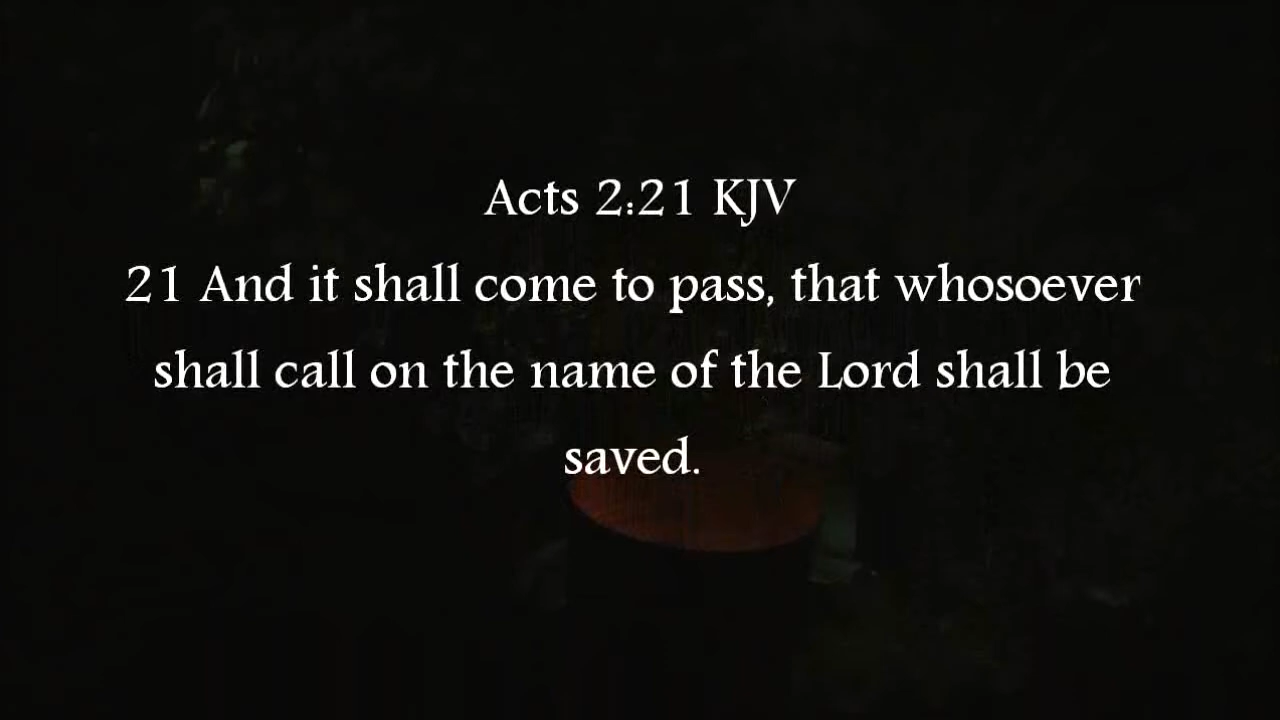 Acts 2:21 KJV
21 And it shall come to pass, that whosoever
shall call on the name of the Lord shall be
saved.